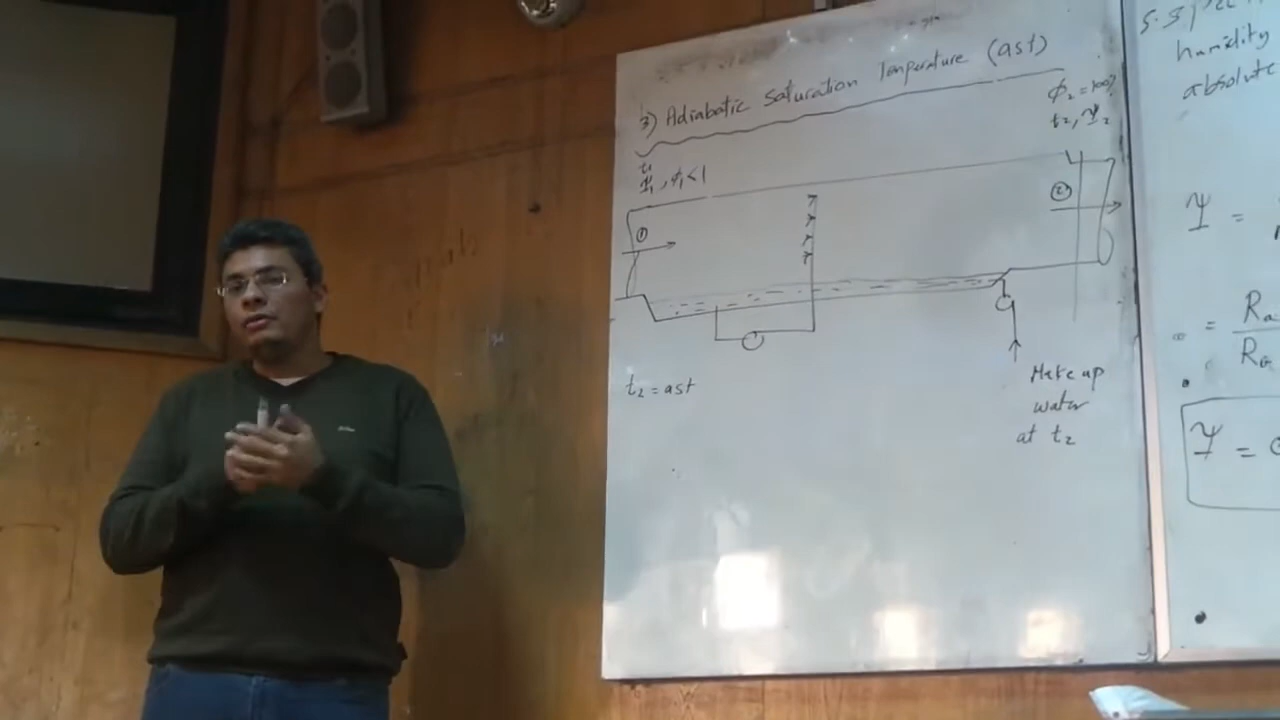 3) Adiabatic Saturation Temperature (ast)
ϕ₂ = 100%
t₂, Ψ₂
t₁
Ψ₁, ϕ₁ < 1
①
②
t₂ = ast
Make up
water
at t₂
humidity
absolute
Ψ =
=
Ψ =